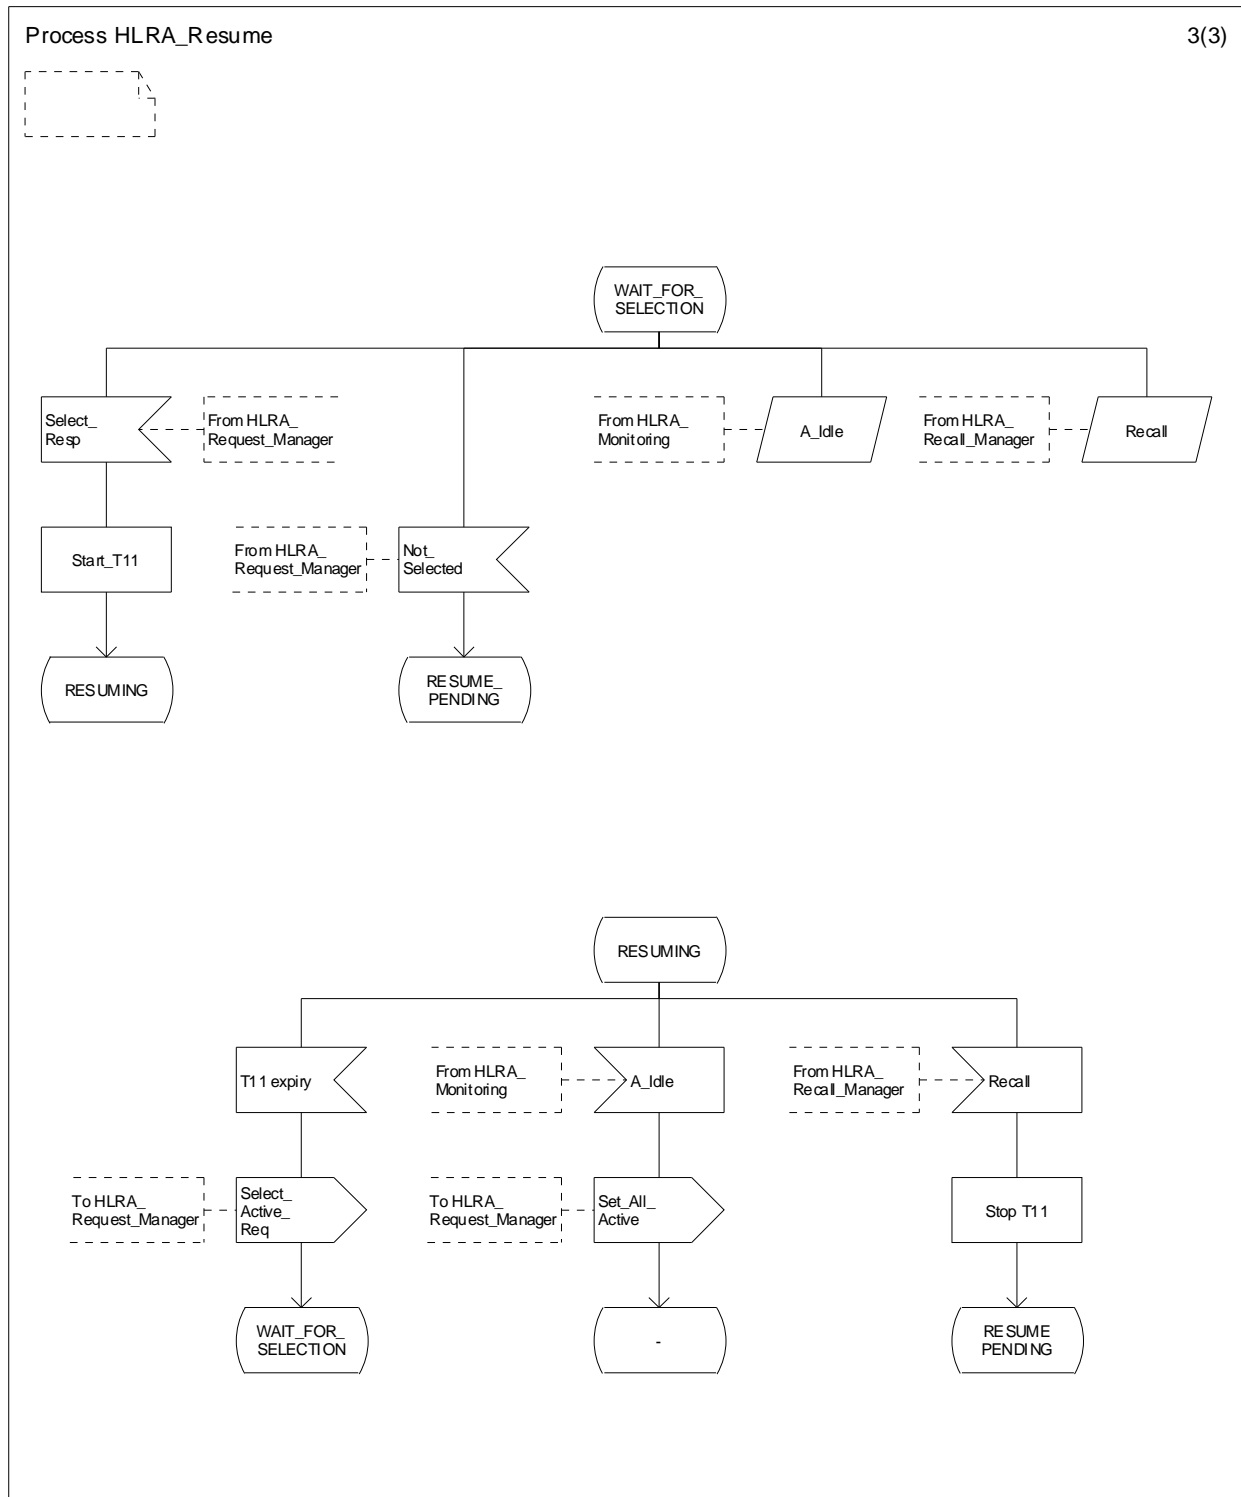 Process HLRA_Resume
3(3)
WAIT_FOR_
SELECTION
Select_
Resp
From HLRA_
Request_Manager
From HLRA_
Monitoring
A_Idle
From HLRA_
Recall_Manager
Recall
Start_T11
From HLRA_
Request_Manager
Not_
Selected
RESUMING
RESUME_
PENDING
RESUMING
T11 expiry
From HLRA_
Monitoring
A_Idle
From HLRA_
Recall_Manager
Recall
To HLRA_
Request_Manager
Select_
Active_
Req
To HLRA_
Request_Manager
Set_All_
Active
Stop T11
WAIT_FOR_
SELECTION
-
RESUME
PENDING